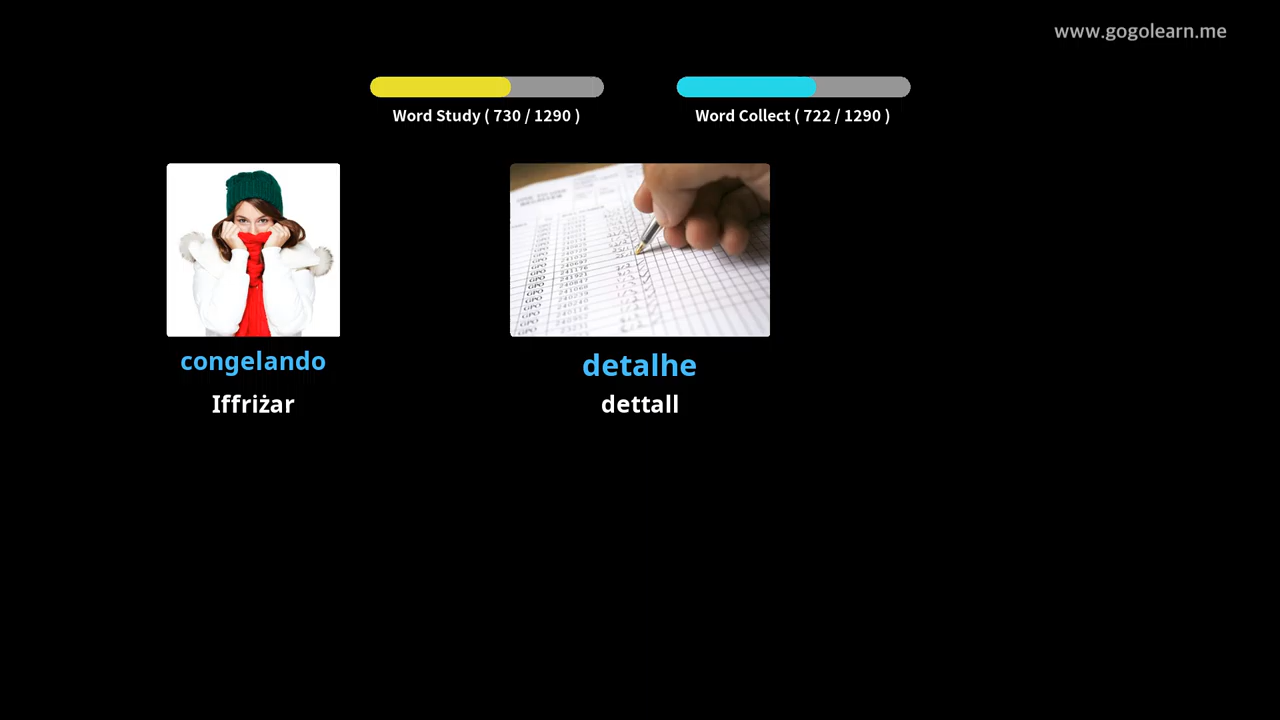 www.gogolearn.me
Word Study ( 730 / 1290 )
Word Collect ( 722 / 1290 )
congelando
Iffriżar
detalhe
dettall